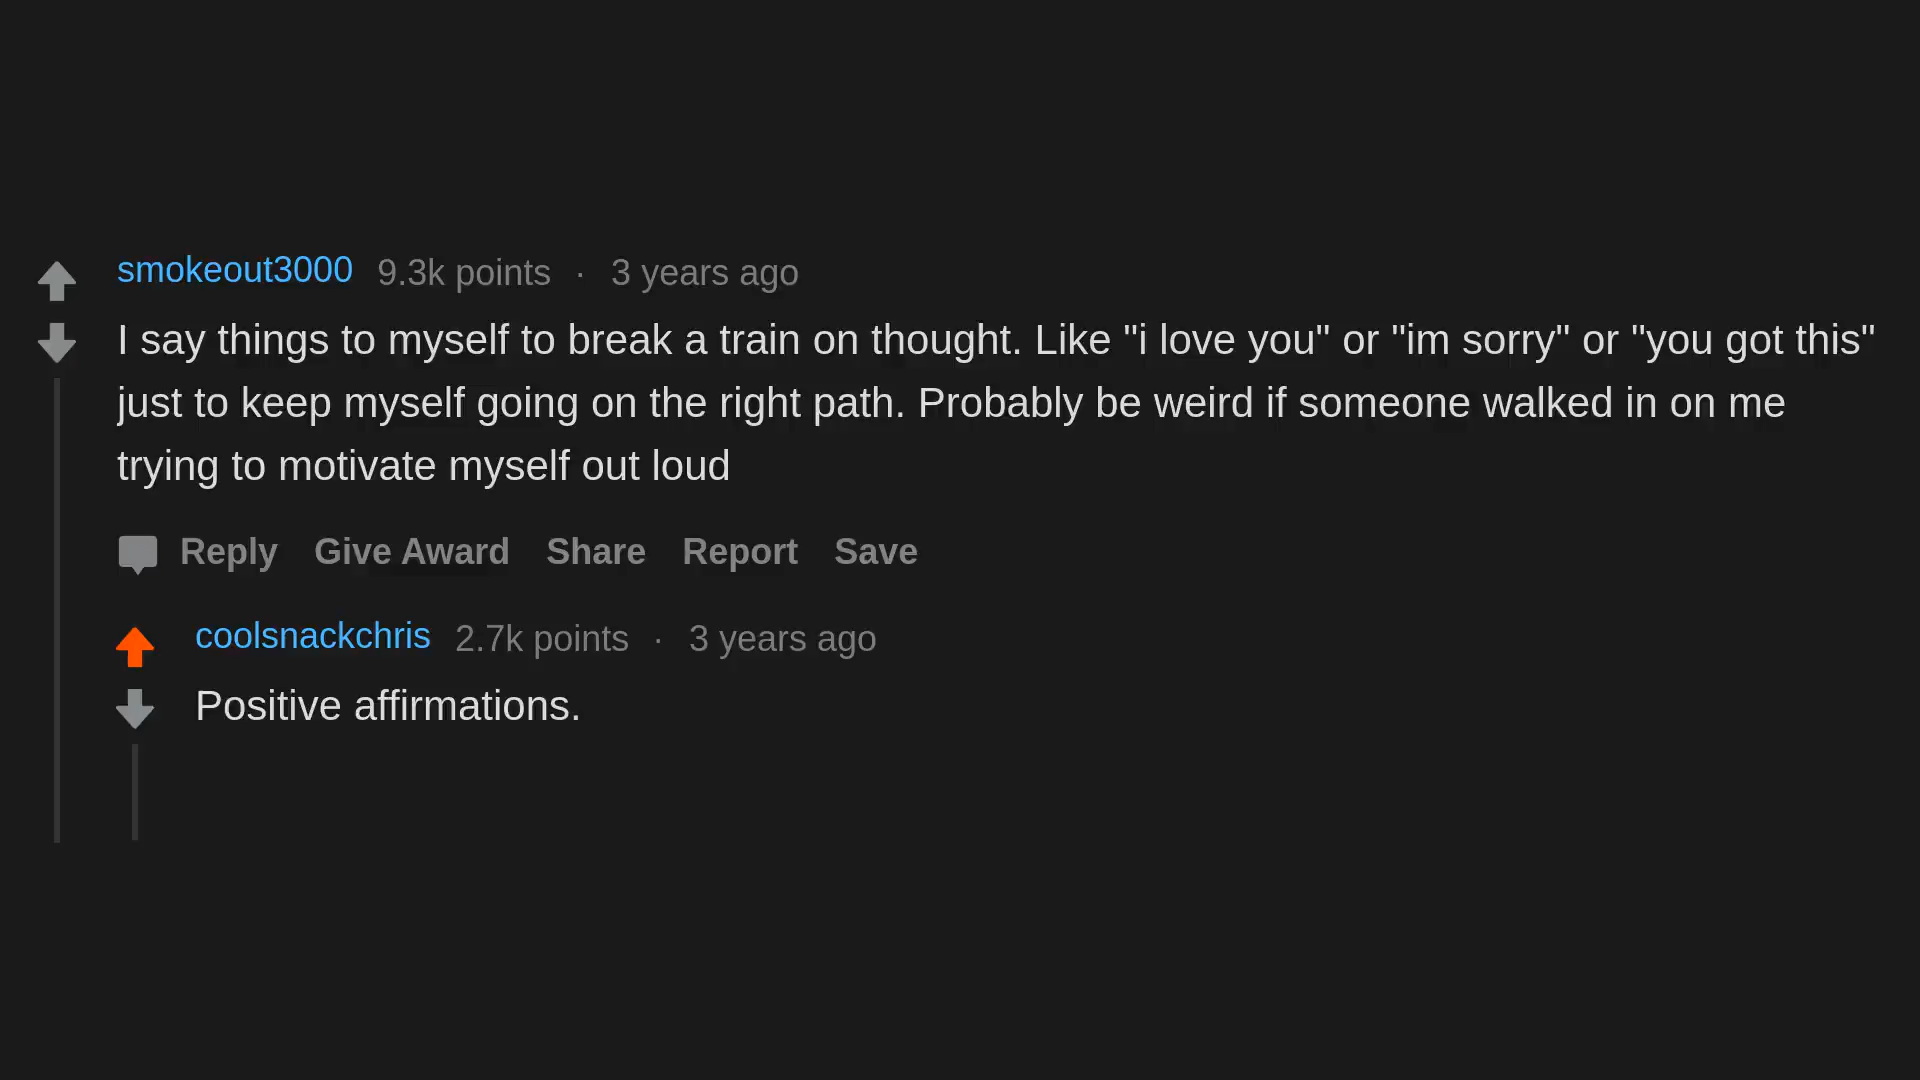 smokeout3000 9.3k points · 3 years ago
I say things to myself to break a train on thought. Like "i love you" or "im sorry" or "you got this"
just to keep myself going on the right path. Probably be weird if someone walked in on me
trying to motivate myself out loud
Reply Give Award Share Report Save
coolsnackchris 2.7k points · 3 years ago
Positive affirmations.